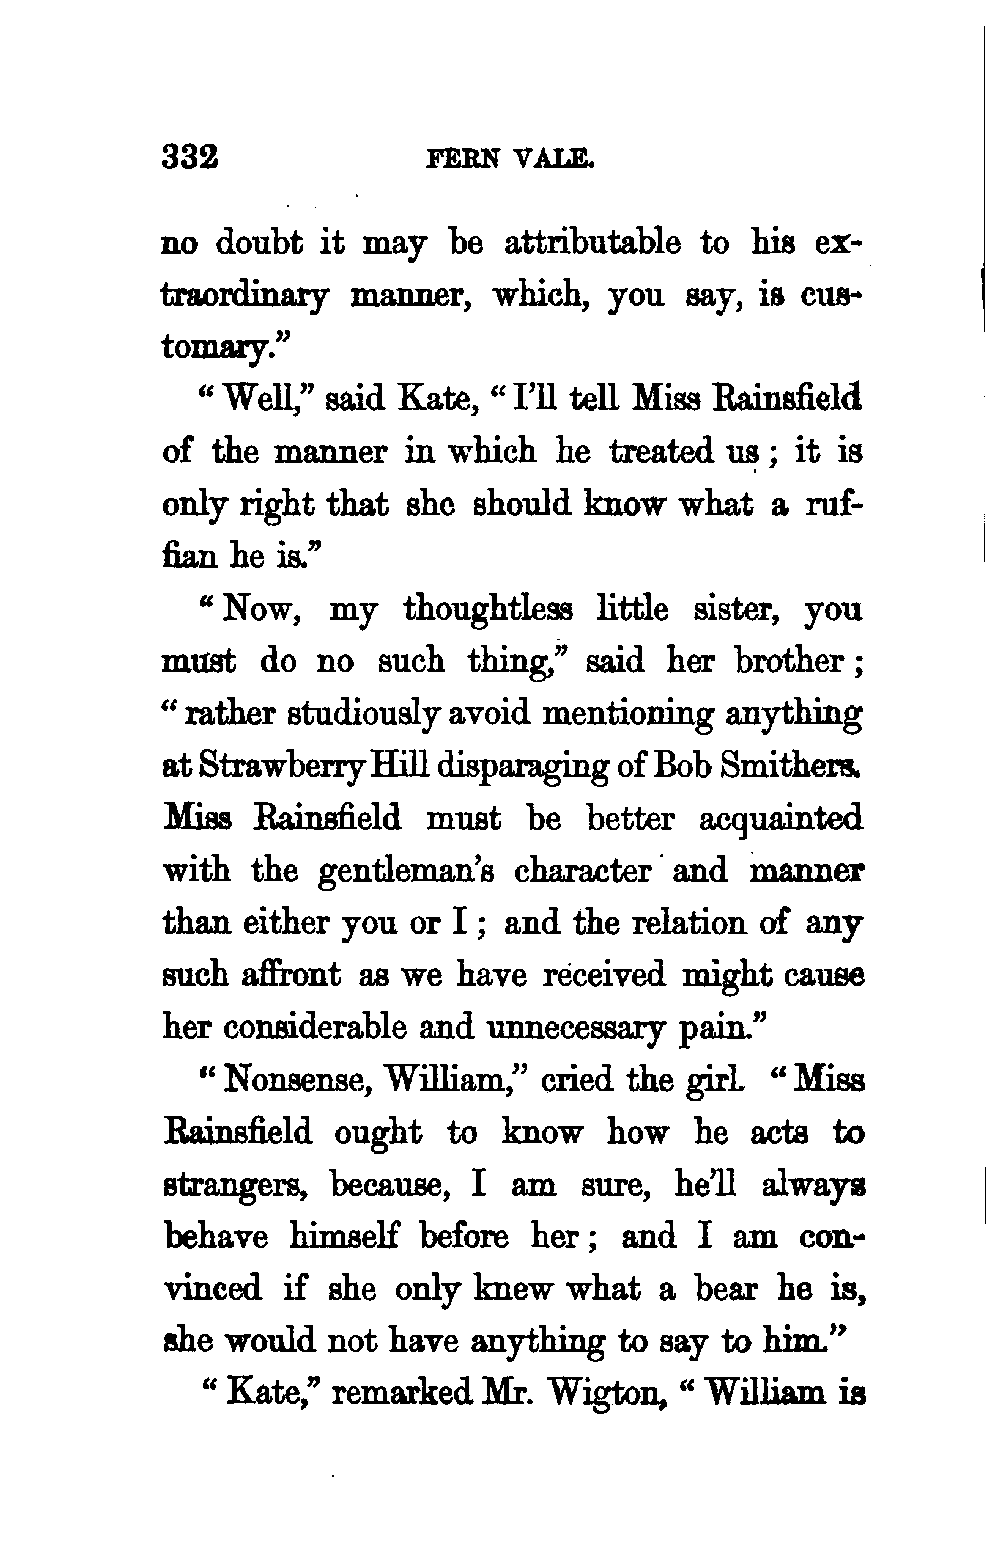 332 FERN VALE.
no doubt it may be attributable to his ex-
traordinary manner, which, you say, is cus-
tomary.”
“Well,” said Kate, “I’ll tell Miss Rainsfield
of the manner in which he treated us; it is
only right that she should know what a ruf-
fian he is.”
“Now, my thoughtless little sister, you
must do no such thing,” said her brother;
“rather studiously avoid mentioning anything
at Strawberry Hill disparaging of Bob Smithers.
Miss Rainsfield must be better acquainted
with the gentleman’s character and manner
than either you or I; and the relation of any
such affront as we have received might cause
her considerable and unnecessary pain.”
“Nonsense, William,” cried the girl. “Miss
Rainsfield ought to know how he acts to
strangers, because, I am sure, he’ll always
behave himself before her; and I am con-
vinced if she only knew what a bear he is,
she would not have anything to say to him.”
“Kate,” remarked Mr. Wigton, “William is